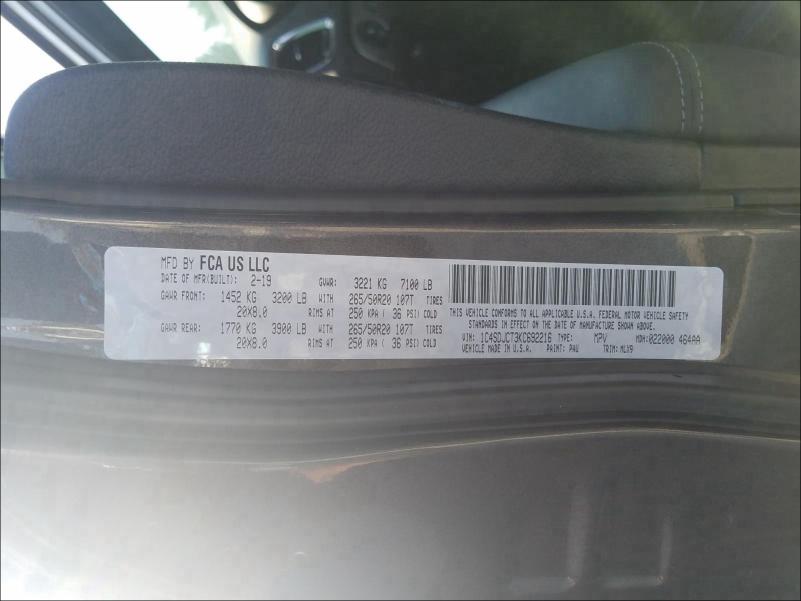 MFD BY FCA US LLC
DATE OF MFR(BUILT): 2-19 GVWR: 3221 KG 7100 LB
GAWR FRONT: 1452 KG 3200 LB WITH 265/50R20 107T TIRES
20X8.0 RIMS AT 250 KPA ( 36 PSI) COLD
GAWR REAR: 1770 KG 3900 LB WITH 265/50R20 107T TIRES
20X8.0 RIMS AT 250 KPA ( 36 PSI) COLD
THIS VEHICLE CONFORMS TO ALL APPLICABLE U.S.A. FEDERAL MOTOR VEHICLE SAFETY
STANDARDS IN EFFECT ON THE DATE OF MANUFACTURE SHOWN ABOVE.
VIN: 1C4SDJCT3KC692216 TYPE: MPV MDH:022000 464AA
VEHICLE MADE IN U.S.A. PAINT: PAU TRIM: MLX9